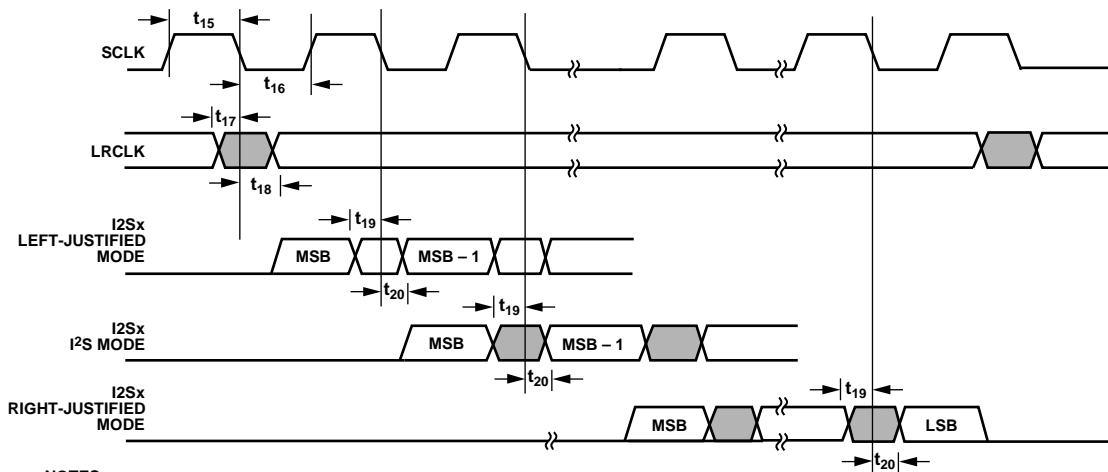 t15
SCLK
t16
t17
LRCLK
t18
I2Sx
LEFT-JUSTIFIED
MODE
t19
MSB
MSB – 1
t20
t19
I2Sx
I2S MODE
MSB
MSB – 1
t20
I2Sx
RIGHT-JUSTIFIED
MODE
t19
MSB
LSB
t20